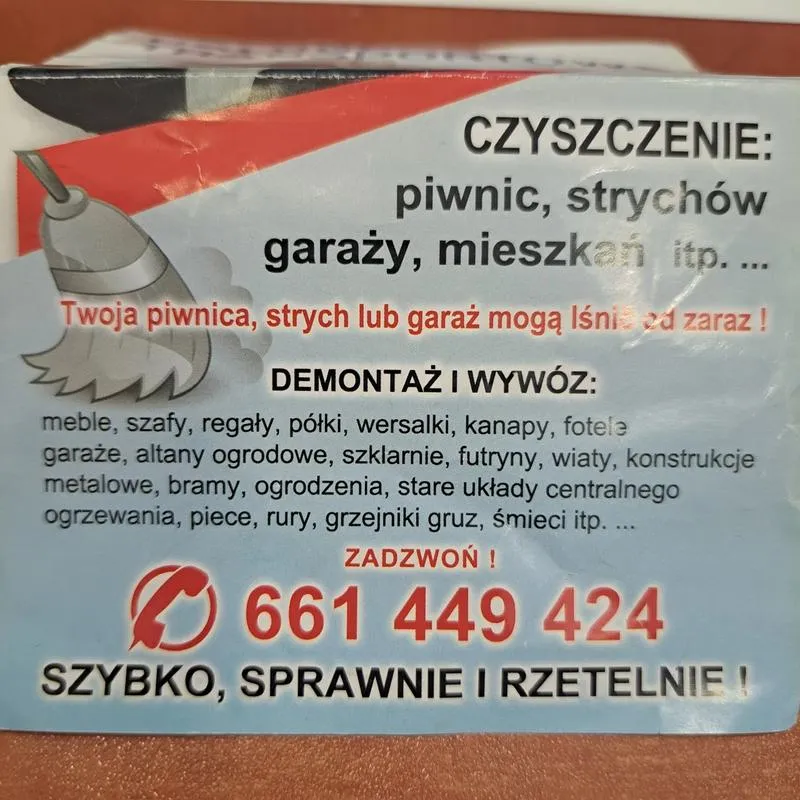 CZYSZCZENIE:
piwnic, strychów
garaży, mieszkań itp. ...
Twoja piwnica, strych lub garaż mogą lśnić od zaraz !
DEMONTAŻ I WYWÓZ:
meble, szafy, regały, półki, wersalki, kanapy, fotele
garaże, altany ogrodowe, szklarnie, futryny, wiaty, konstrukcje
metalowe, bramy, ogrodzenia, stare układy centralnego
ogrzewania, piece, rury, grzejniki gruz, śmieci itp. ...
ZADZWOŃ !
661 449 424
SZYBKO, SPRAWNIE I RZETELNIE !